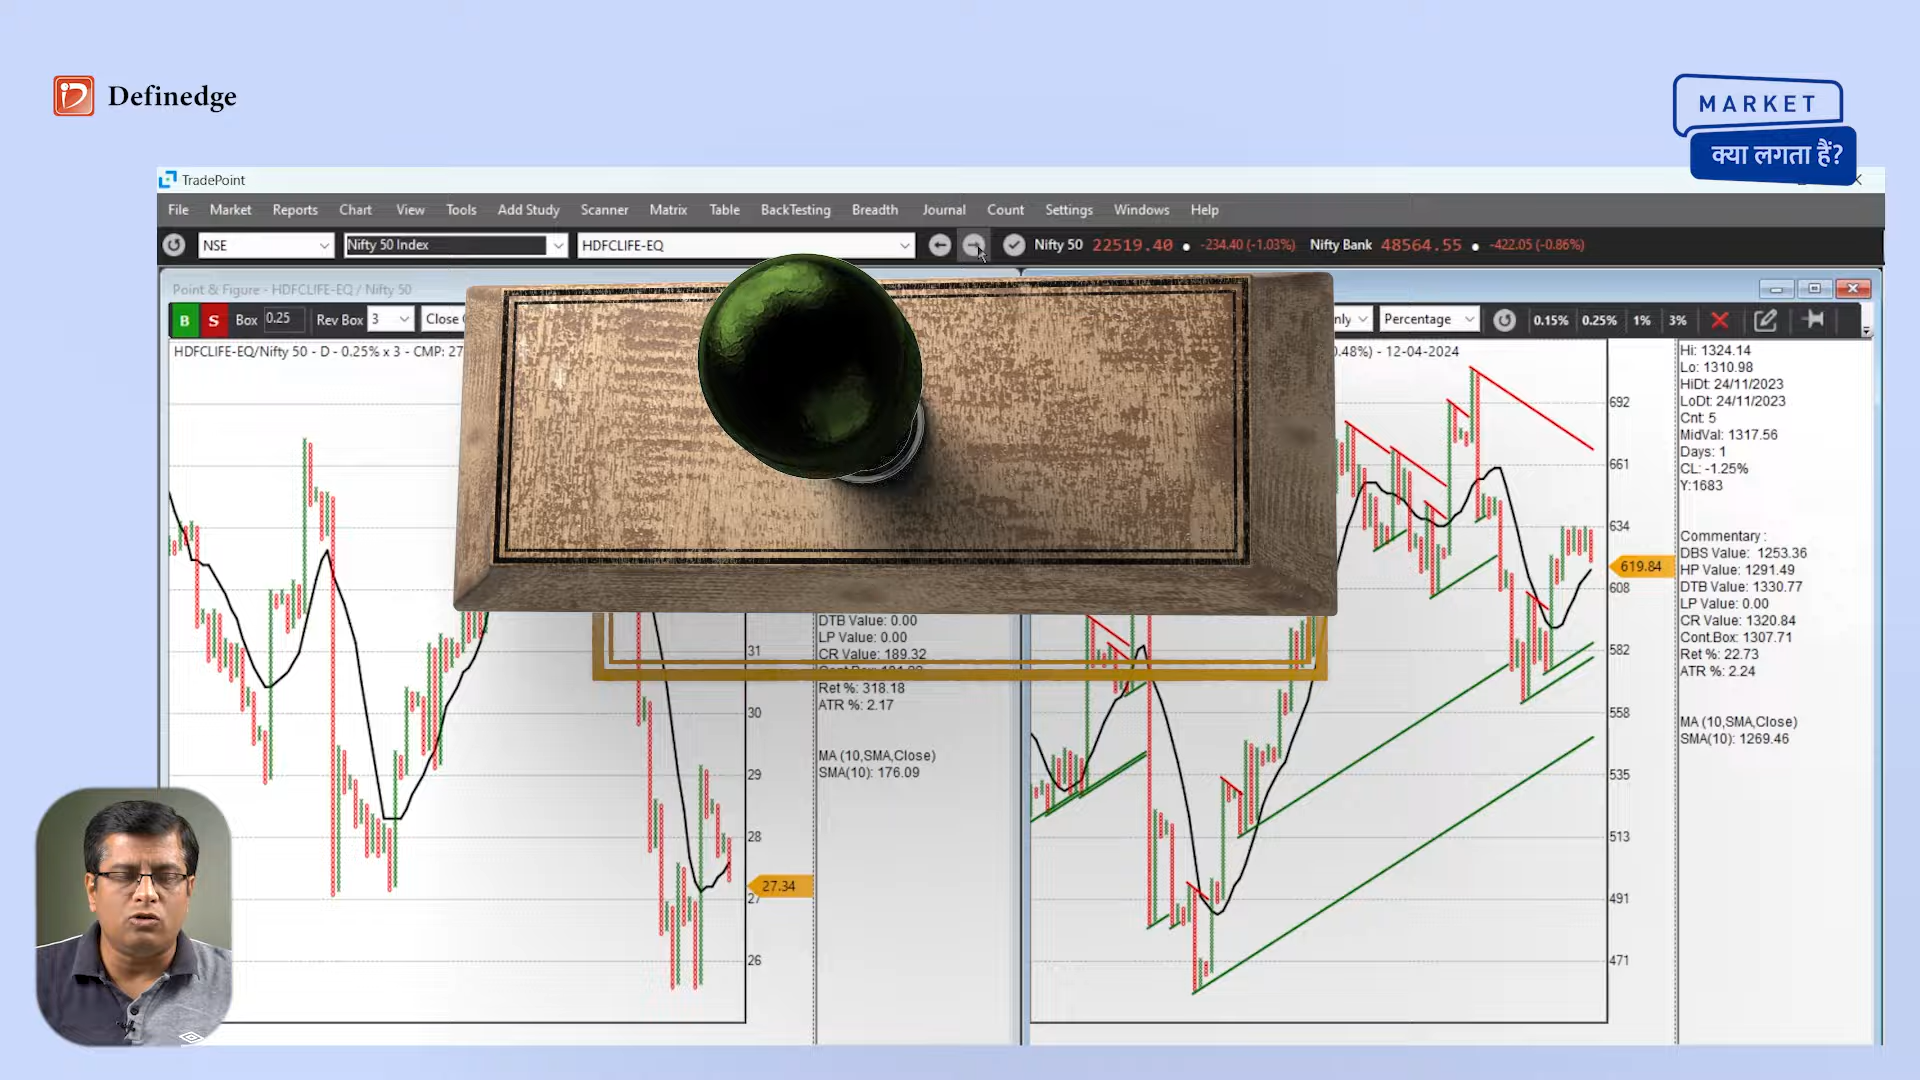 Definedge
MARKET
क्या लगता हैं?
TradePoint
File Market Reports Chart View Tools Add Study Scanner Matrix Table BackTesting Breadth Journal Count Settings Windows Help
NSE Nifty 50 Index HDFCLIFE-EQ Nifty 50 22519.40 -234.40 (-1.03%) Nifty Bank 48564.55 -422.05 (-0.86%)
Point & Figure - HDFCLIFE-EQ / Nifty 50
B S Box 0.25 Rev Box 3 Close
Percentage 0.15% 0.25% 1% 3%
HDFCLIFE-EQ/Nifty 50 - D - 0.25% x 3 - CMP: 27
0.48%) - 12-04-2024
31
30
29
28
27.34
27
26
DTB Value: 0.00
LP Value: 0.00
CR Value: 189.32
Ret %: 318.18
ATR %: 2.17
MA (10,SMA,Close)
SMA(10): 176.09
692
661
634
619.84
608
582
558
535
513
491
471
Hi: 1324.14
Lo: 1310.98
HiDt: 24/11/2023
LoDt: 24/11/2023
Cnt: 5
MidVal: 1317.56
Days: 1
CL: -1.25%
Y:1683
Commentary :
DBS Value: 1253.36
HP Value: 1291.49
DTB Value: 1330.77
LP Value: 0.00
CR Value: 1320.84
Cont.Box: 1307.71
Ret %: 22.73
ATR %: 2.24
MA (10,SMA,Close)
SMA(10): 1269.46